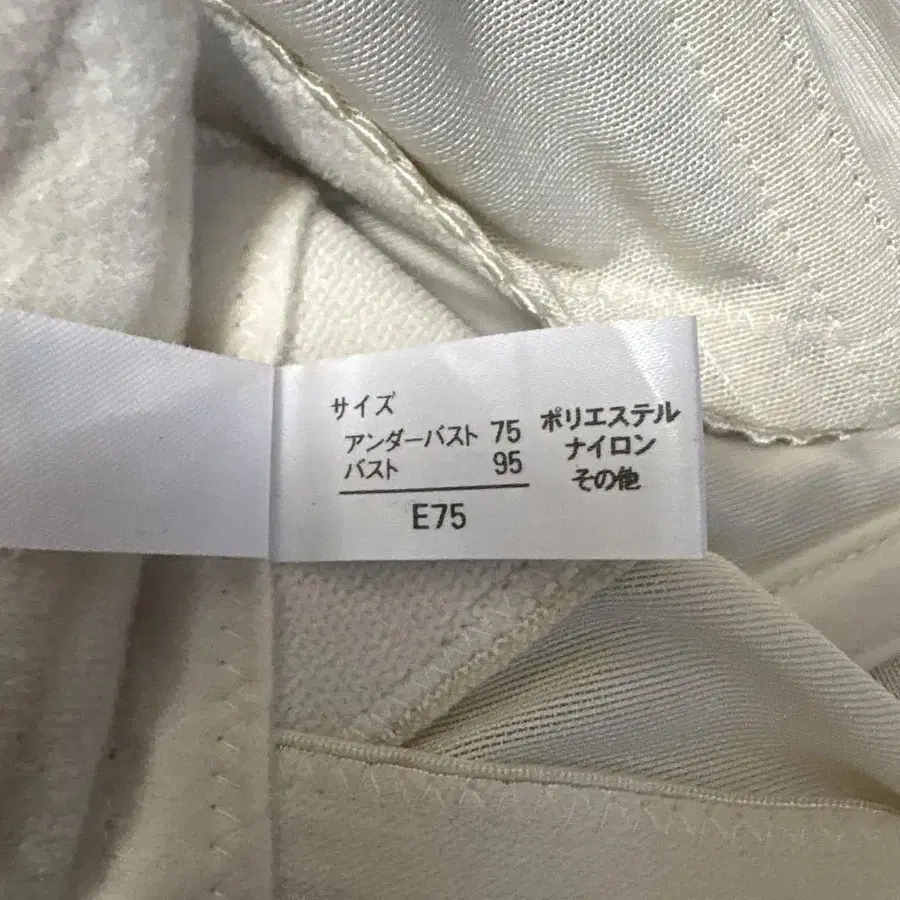 サイズ
アンダーバスト 75
バスト 95
E75
ポリエステル
ナイロン
その他